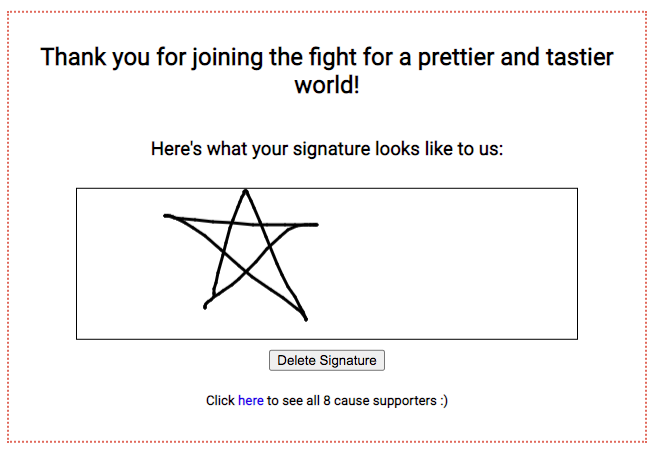 Thank you for joining the fight for a prettier and tastier
world!
Here's what your signature looks like to us:
Delete Signature
Click here to see all 8 cause supporters :)